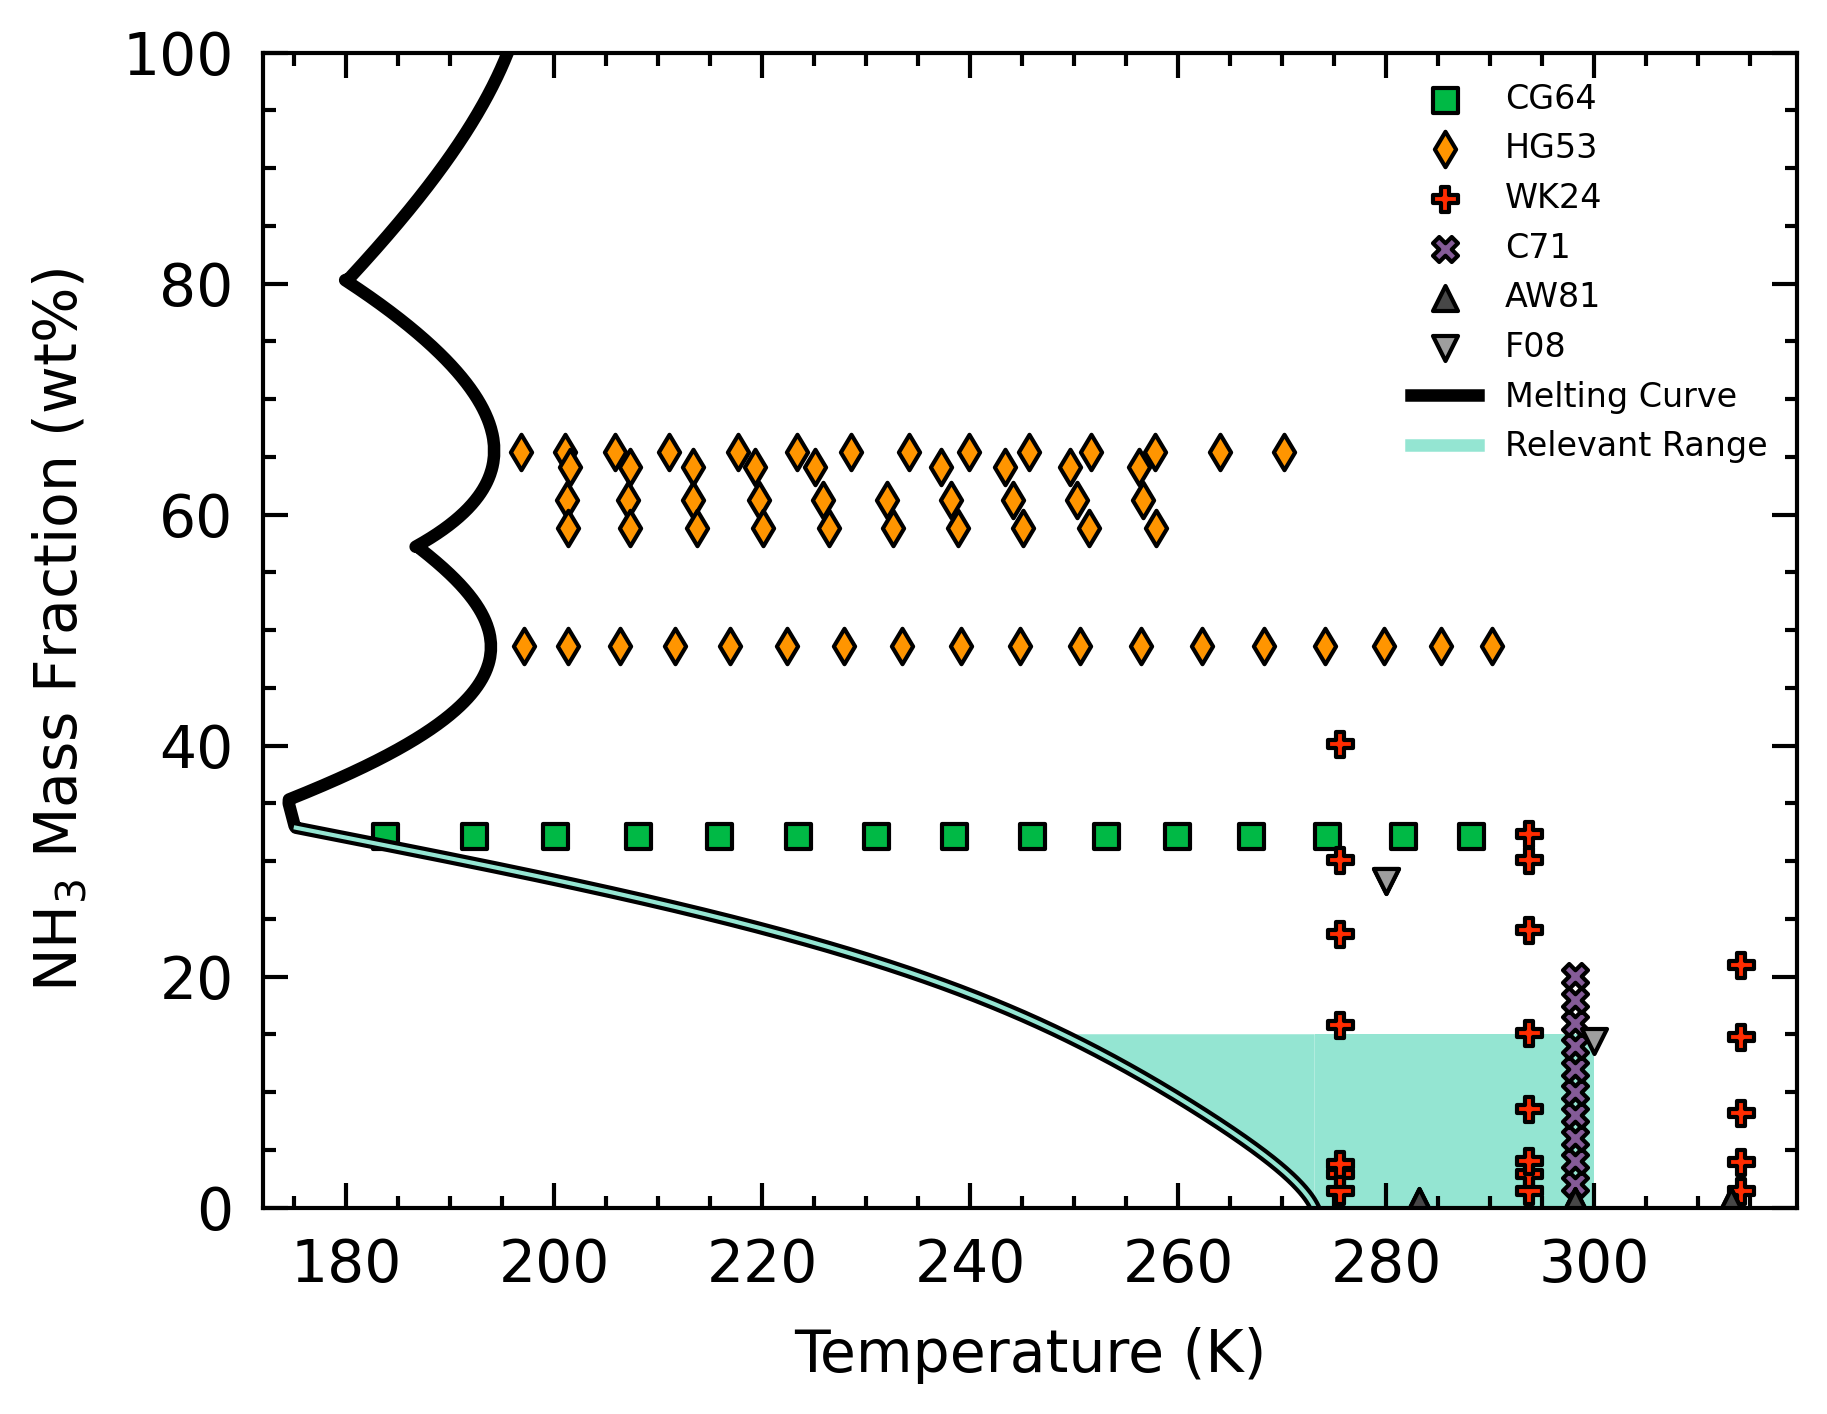 100
80
60
40
20
0
NH₃ Mass Fraction (wt%)
CG64
HG53
WK24
C71
AW81
F08
Melting Curve
Relevant Range
180 200 220 240 260 280 300
Temperature (K)